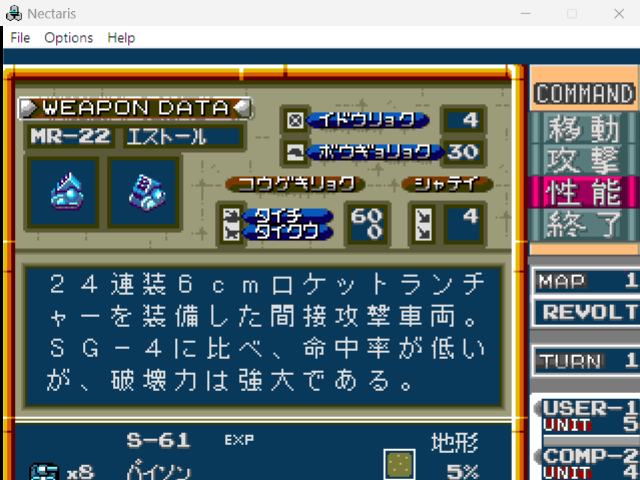 Nectaris
File Options Help
WEAPON DATA
MR-22 エストール
イドウリョク 4
ボウギョリョク 30
コウゲキリョク シャテイ
タイチ 60 4
タイクウ 0
24連装6cmロケットランチ
ャーを装備した間接攻撃車両。
SG-4に比べ、命中率が低い
が、破壊力は強大である。
S-61 EXP 地形
x8 バイソン 5%
COMMAND
移動
攻撃
性能
終了
MAP 1
REVOLT
TURN 1
USER-1
UNIT 5
COMP-2
UNIT 4